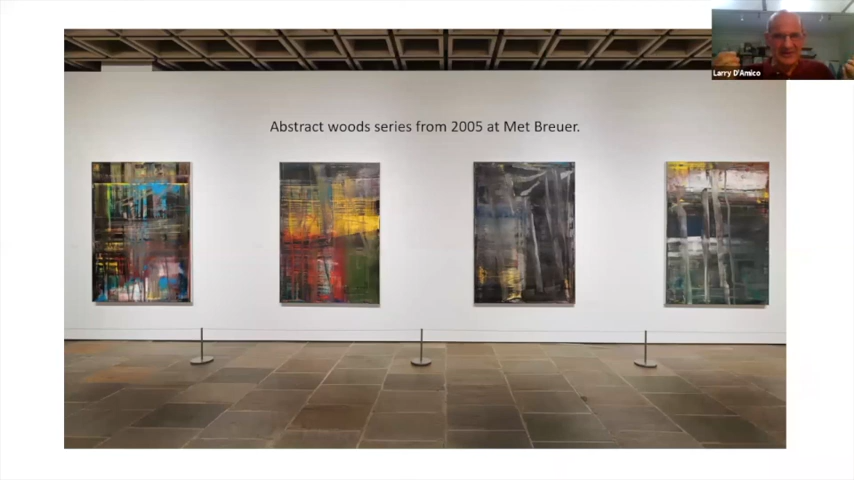 Larry D'Amico
Abstract woods series from 2005 at Met Breuer.